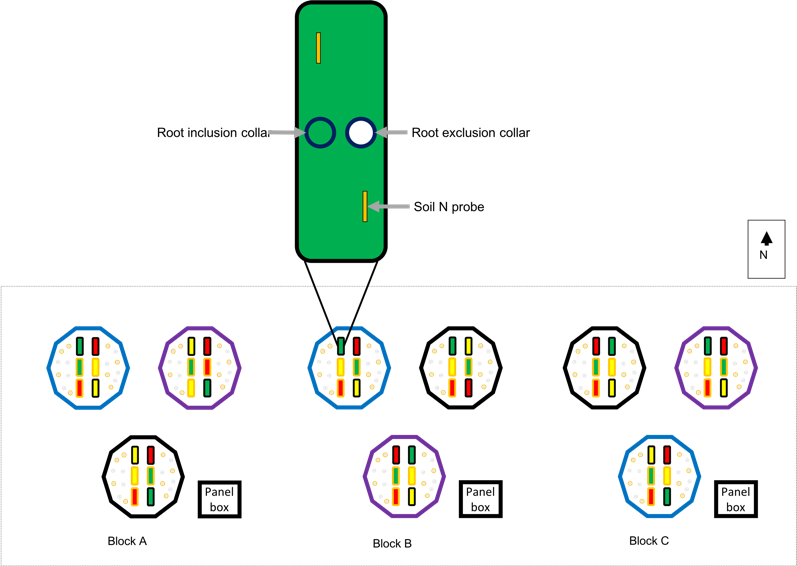 Root inclusion collar
Root exclusion collar
Soil N probe
N
Panel
box
Panel
box
Panel
box
Block A
Block B
Block C